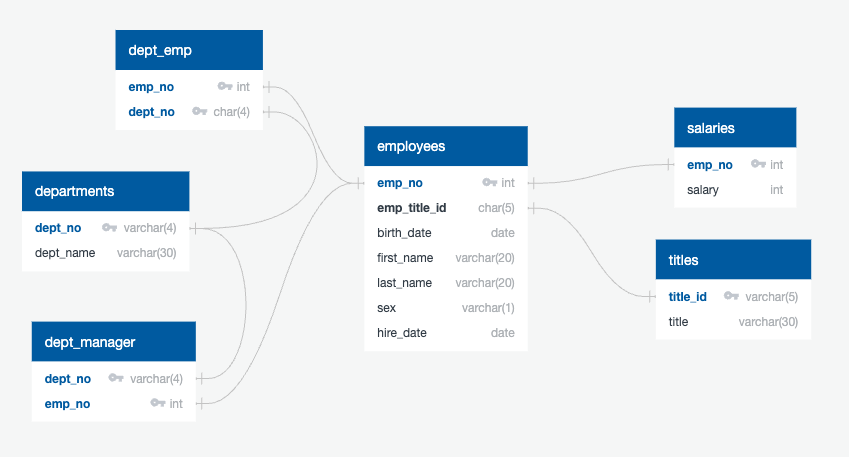 dept_emp
emp_no int
dept_no char(4)
departments
dept_no varchar(4)
dept_name varchar(30)
dept_manager
dept_no varchar(4)
emp_no int
employees
emp_no int
emp_title_id char(5)
birth_date date
first_name varchar(20)
last_name varchar(20)
sex varchar(1)
hire_date date
salaries
emp_no int
salary int
titles
title_id varchar(5)
title varchar(30)